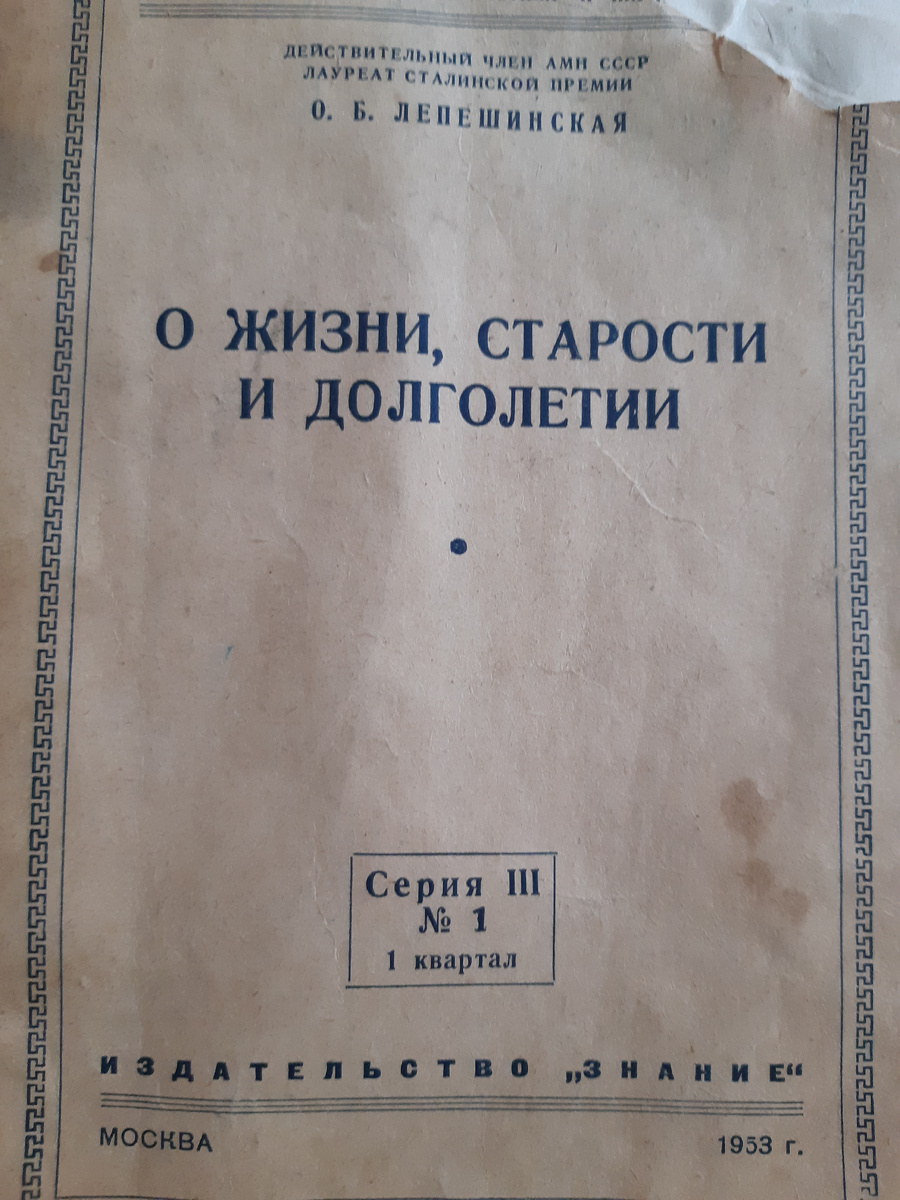 ДЕЙСТВИТЕЛЬНЫЙ ЧЛЕН АМН СССР
ЛАУРЕАТ СТАЛИНСКОЙ ПРЕМИИ
О. Б. ЛЕПЕШИНСКАЯ
О ЖИЗНИ, СТАРОСТИ
И ДОЛГОЛЕТИИ
Серия III
№ 1
1 квартал
ИЗДАТЕЛЬСТВО „ЗНАНИЕ“
МОСКВА 1953 г.